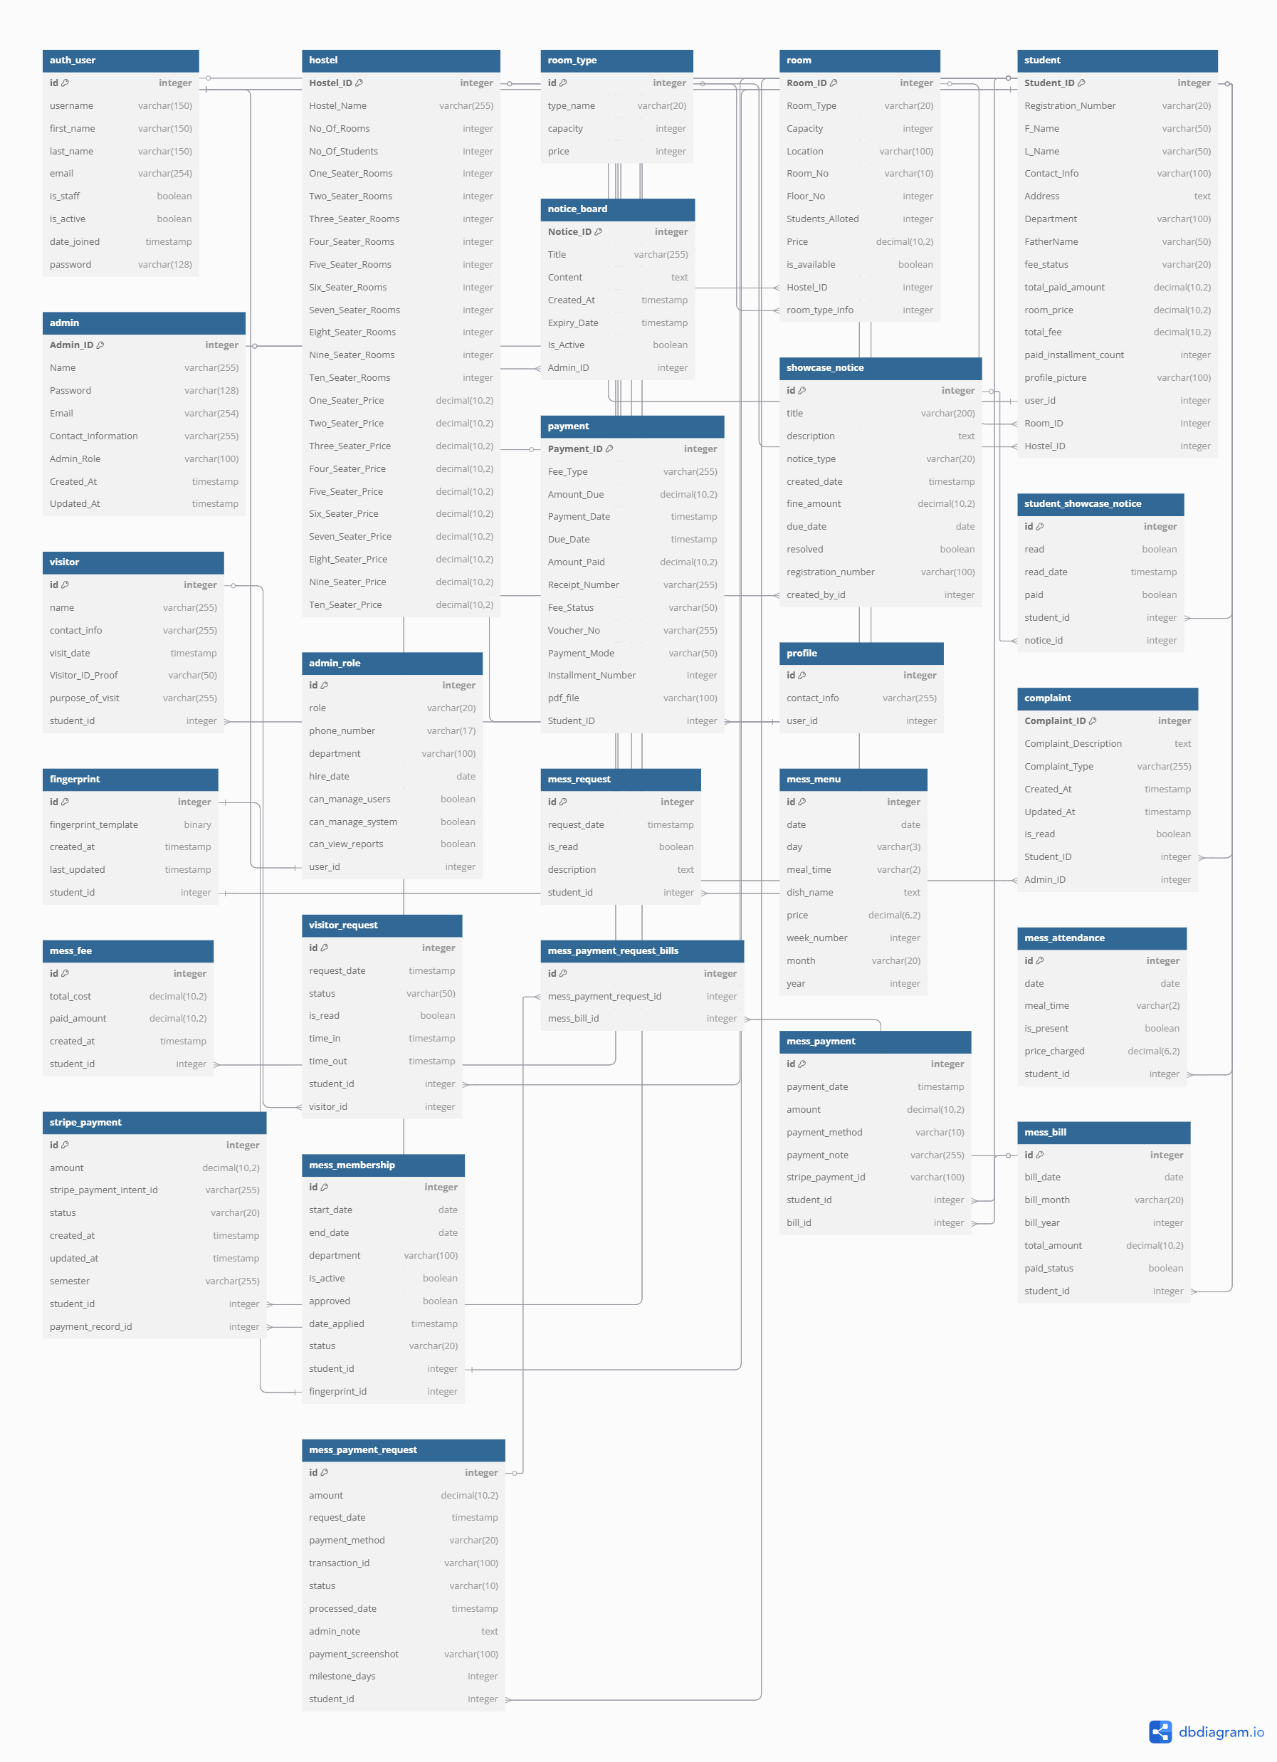 auth_user
id integer
username varchar(150)
first_name varchar(150)
last_name varchar(150)
email varchar(254)
is_staff boolean
is_active boolean
date_joined timestamp
password varchar(128)
admin
Admin_ID integer
Name varchar(255)
Password varchar(128)
Email varchar(254)
Contact_Information varchar(255)
Admin_Role varchar(100)
Created_At timestamp
Updated_At timestamp
visitor
id integer
name varchar(255)
contact_info varchar(255)
visit_date timestamp
Visitor_ID_Proof varchar(50)
purpose_of_visit varchar(255)
student_id integer
fingerprint
id integer
fingerprint_template binary
created_at timestamp
last_updated timestamp
student_id integer
mess_fee
id integer
total_cost decimal(10,2)
paid_amount decimal(10,2)
created_at timestamp
student_id integer
stripe_payment
id integer
amount decimal(10,2)
stripe_payment_intent_id varchar(255)
status varchar(20)
created_at timestamp
updated_at timestamp
semester varchar(255)
student_id integer
payment_record_id integer
hostel
Hostel_ID integer
Hostel_Name varchar(255)
No_Of_Rooms integer
No_Of_Students integer
One_Seater_Rooms integer
Two_Seater_Rooms integer
Three_Seater_Rooms integer
Four_Seater_Rooms integer
Five_Seater_Rooms integer
Six_Seater_Rooms integer
Seven_Seater_Rooms integer
Eight_Seater_Rooms integer
Nine_Seater_Rooms integer
Ten_Seater_Rooms integer
One_Seater_Price decimal(10,2)
Two_Seater_Price decimal(10,2)
Three_Seater_Price decimal(10,2)
Four_Seater_Price decimal(10,2)
Five_Seater_Price decimal(10,2)
Six_Seater_Price decimal(10,2)
Seven_Seater_Price decimal(10,2)
Eight_Seater_Price decimal(10,2)
Nine_Seater_Price decimal(10,2)
Ten_Seater_Price decimal(10,2)
admin_role
id integer
role varchar(20)
phone_number varchar(17)
department varchar(100)
hire_date date
can_manage_users boolean
can_manage_system boolean
can_view_reports boolean
user_id integer
visitor_request
id integer
request_date timestamp
status varchar(50)
is_read boolean
time_in timestamp
time_out timestamp
student_id integer
visitor_id integer
mess_membership
id integer
start_date date
end_date date
department varchar(100)
is_active boolean
approved boolean
date_applied timestamp
status varchar(20)
student_id integer
fingerprint_id integer
mess_payment_request
id integer
amount decimal(10,2)
request_date timestamp
payment_method varchar(20)
transaction_id varchar(100)
status varchar(10)
processed_date timestamp
admin_note text
payment_screenshot varchar(100)
milestone_days integer
student_id integer
room_type
id integer
type_name varchar(20)
capacity integer
price integer
notice_board
Notice_ID integer
Title varchar(255)
Content text
Created_At timestamp
Expiry_Date timestamp
Is_Active boolean
Admin_ID integer
payment
Payment_ID integer
Fee_Type varchar(255)
Amount_Due decimal(10,2)
Payment_Date timestamp
Due_Date timestamp
Amount_Paid decimal(10,2)
Receipt_Number varchar(255)
Fee_Status varchar(50)
Voucher_No varchar(255)
Payment_Mode varchar(50)
Installment_Number integer
pdf_file varchar(100)
Student_ID integer
mess_request
id integer
request_date timestamp
is_read boolean
description text
student_id integer
mess_payment_request_bills
id integer
mess_payment_request_id integer
mess_bill_id integer
room
Room_ID integer
Room_Type varchar(20)
Capacity integer
Location varchar(100)
Room_No varchar(10)
Floor_No integer
Students_Alloted integer
Price decimal(10,2)
is_available boolean
Hostel_ID integer
room_type_info integer
showcase_notice
id integer
title varchar(200)
description text
notice_type varchar(20)
created_date timestamp
fine_amount decimal(10,2)
due_date date
resolved boolean
registration_number varchar(100)
created_by_id integer
profile
id integer
contact_info varchar(255)
user_id integer
mess_menu
id integer
date date
day varchar(3)
meal_time varchar(2)
dish_name text
price decimal(6,2)
week_number integer
month varchar(20)
year integer
mess_payment
id integer
payment_date timestamp
amount decimal(10,2)
payment_method varchar(10)
payment_note varchar(255)
stripe_payment_id varchar(100)
student_id integer
bill_id integer
student
Student_ID integer
Registration_Number varchar(20)
F_Name varchar(50)
L_Name varchar(50)
Contact_Info varchar(100)
Address text
Department varchar(100)
FatherName varchar(50)
fee_status varchar(20)
total_paid_amount decimal(10,2)
room_price decimal(10,2)
total_fee decimal(10,2)
paid_installment_count integer
profile_picture varchar(100)
user_id integer
Room_ID integer
Hostel_ID integer
student_showcase_notice
id integer
read boolean
read_date timestamp
paid boolean
student_id integer
notice_id integer
complaint
Complaint_ID integer
Complaint_Description text
Complaint_Type varchar(255)
Created_At timestamp
Updated_At timestamp
is_read boolean
Student_ID integer
Admin_ID integer
mess_attendance
id integer
date date
meal_time varchar(2)
is_present boolean
price_charged decimal(6,2)
student_id integer
mess_bill
id integer
bill_date date
bill_month varchar(20)
bill_year integer
total_amount decimal(10,2)
paid_status boolean
student_id integer
dbdiagram.io